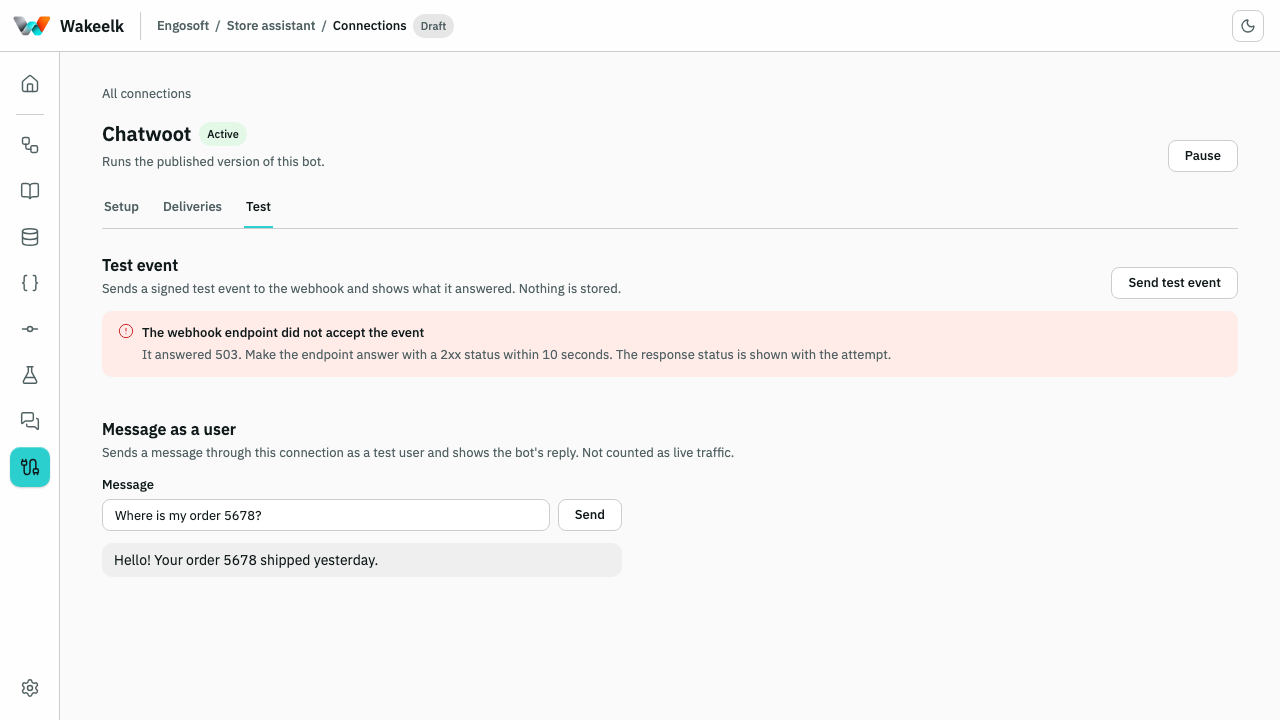 Wakeelk
Engosoft / Store assistant / Connections Draft
All connections
Chatwoot Active
Runs the published version of this bot.
Pause
Setup Deliveries Test
Test event
Sends a signed test event to the webhook and shows what it answered. Nothing is stored.
Send test event
The webhook endpoint did not accept the event
It answered 503. Make the endpoint answer with a 2xx status within 10 seconds. The response status is shown with the attempt.
Message as a user
Sends a message through this connection as a test user and shows the bot's reply. Not counted as live traffic.
Message
Where is my order 5678?
Send
Hello! Your order 5678 shipped yesterday.